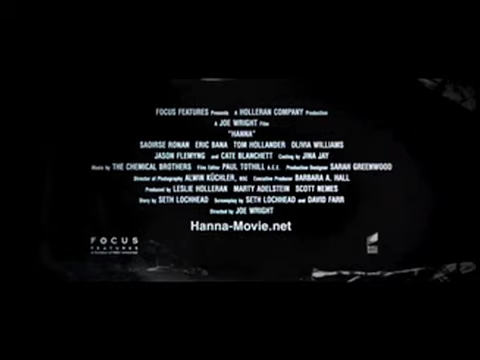 FOCUS FEATURES Presents A HOLLERAN COMPANY Production
A JOE WRIGHT Film
"HANNA"
SAOIRSE RONAN ERIC BANA TOM HOLLANDER OLIVIA WILLIAMS
JASON FLEMYNG and CATE BLANCHETT Casting by JINA JAY
Music by THE CHEMICAL BROTHERS Film Editor PAUL TOTHILL A.C.E. Production Designer SARAH GREENWOOD
Director of Photography ALWIN KÜCHLER, BSC Executive Producer BARBARA A. HALL
Produced by LESLIE HOLLERAN MARTY ADELSTEIN SCOTT NEMES
Story by SETH LOCHHEAD Screenplay by SETH LOCHHEAD and DAVID FARR
Directed by JOE WRIGHT
Hanna-Movie.net
FOCUS
FEATURES